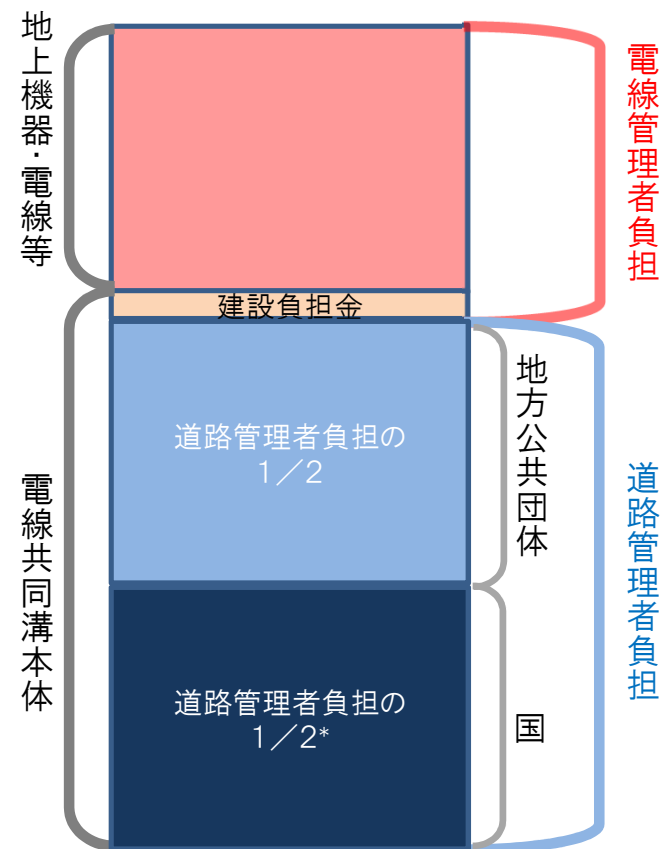 地上機器・電線等
電線管理者負担
建設負担金
道路管理者負担の
1／2
地方公共団体
電線共同溝本体
道路管理者負担
道路管理者負担の
1／2*
国